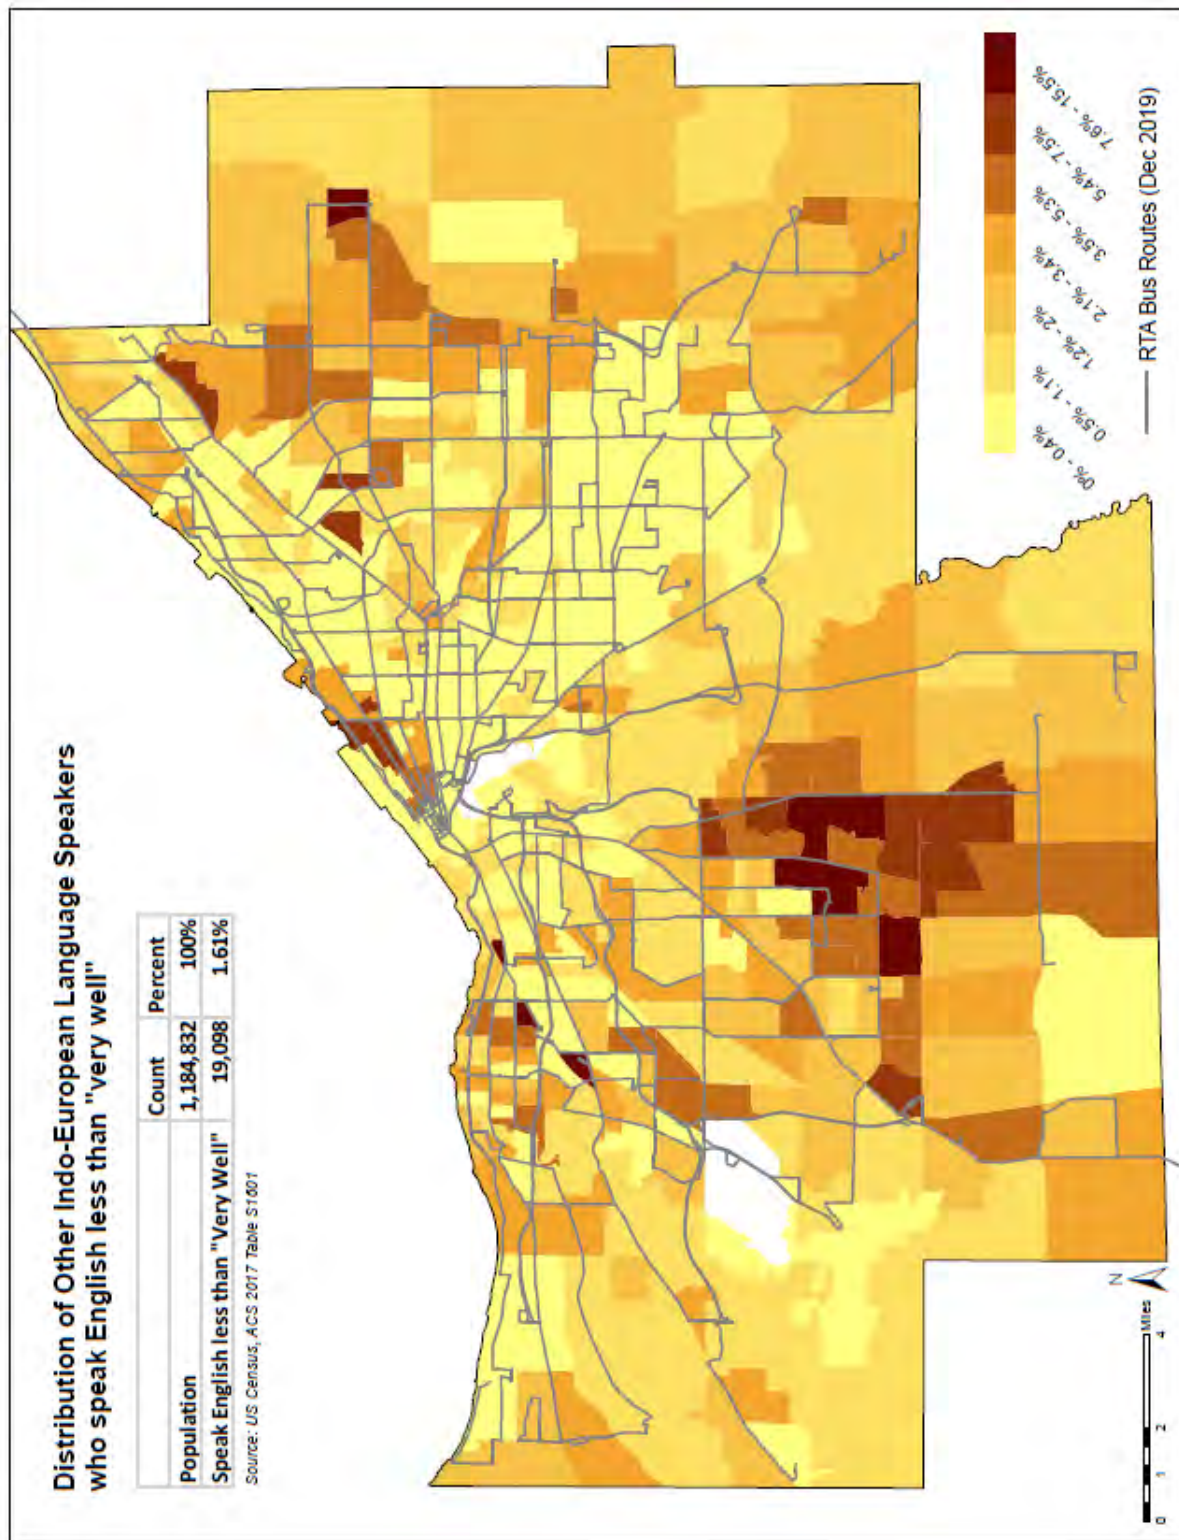 Distribution of Other Indo-European Language Speakers
who speak English less than "very well"
Count Percent
Population 1,184,832 100%
Speak English less than "Very Well" 19,098 1.61%
Source: US Census, ACS 2017 Table S1601
0% - 0.4%
0.5% - 1.1%
1.2% - 2%
2.1% - 3.4%
3.5% - 5.3%
5.4% - 7.5%
7.6% - 15.5%
RTA Bus Routes (Dec 2019)
N
Miles
0 1 2 4